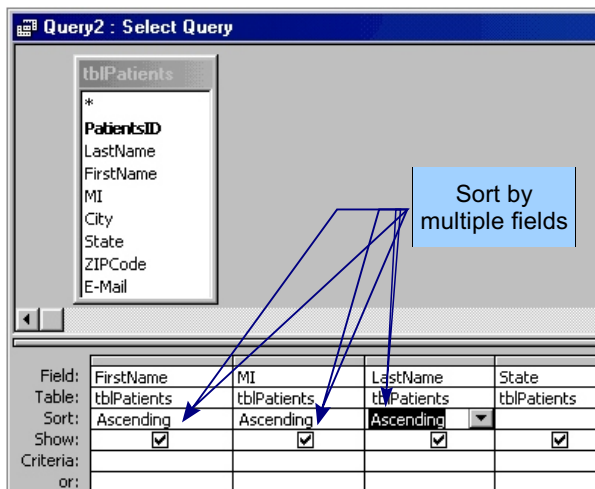 Query2 : Select Query
tblPatients
*
PatientsID
LastName
FirstName
MI
City
State
ZIPCode
E-Mail
Sort by
multiple fields
Field: FirstName MI LastName State
Table: tblPatients tblPatients tblPatients tblPatients
Sort: Ascending Ascending Ascending
Show:
Criteria:
or: